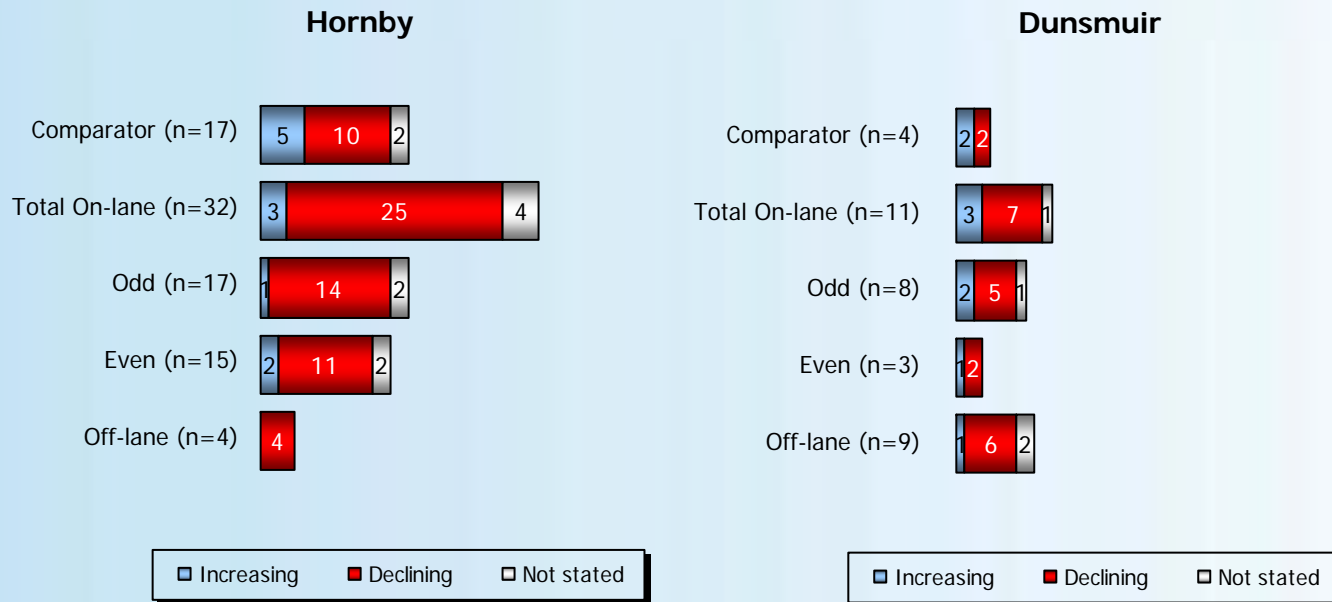 Hornby
Comparator (n=17) 5 10 2
Total On-lane (n=32) 3 25 4
Odd (n=17) 1 14 2
Even (n=15) 2 11 2
Off-lane (n=4) 4
Increasing Declining Not stated
Dunsmuir
Comparator (n=4) 2 2
Total On-lane (n=11) 3 7 1
Odd (n=8) 2 5 1
Even (n=3) 1 2
Off-lane (n=9) 1 6 2
Increasing Declining Not stated